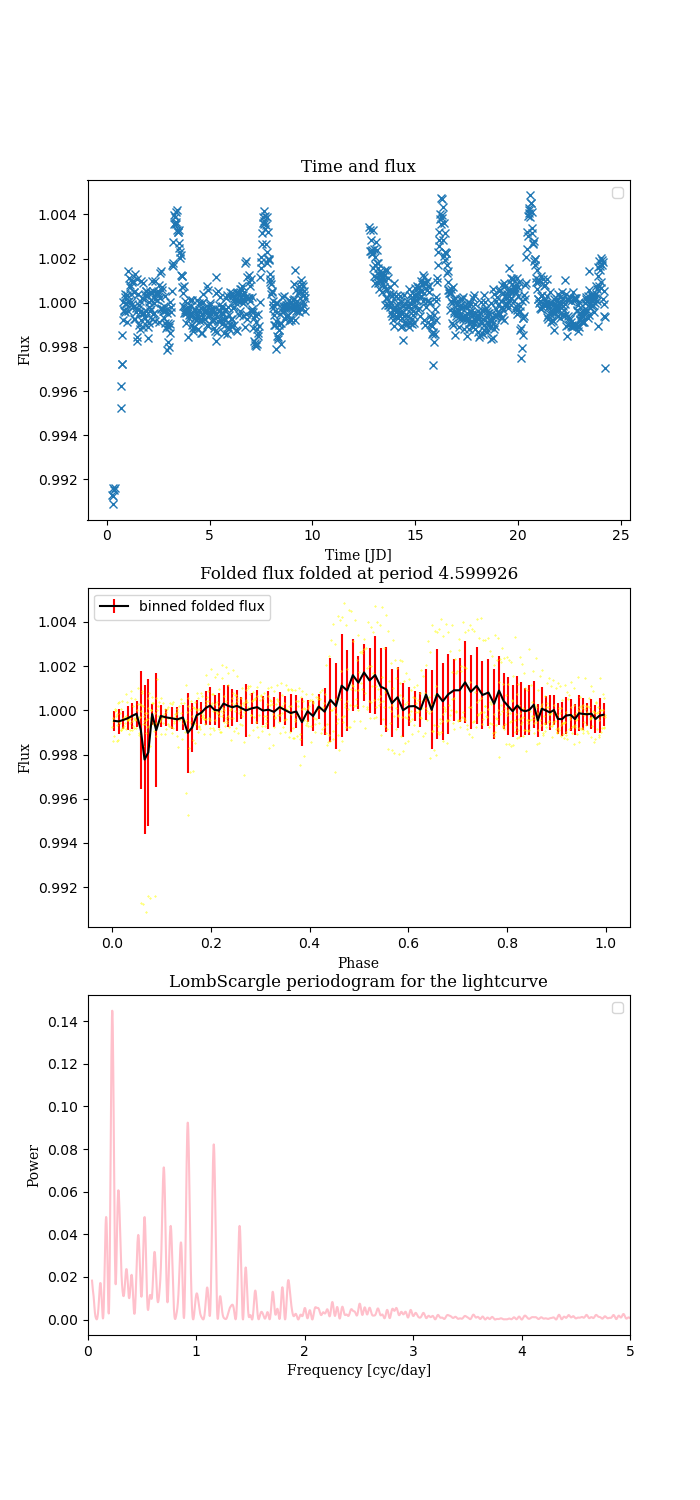 Time and flux
1.004
1.002
1.000
0.998
0.996
0.994
0.992
Flux
0 5 10 15 20 25
Time [JD]
Folded flux folded at period 4.599926
binned folded flux
1.004
1.002
1.000
0.998
0.996
0.994
0.992
Flux
0.0 0.2 0.4 0.6 0.8 1.0
Phase
LombScargle periodogram for the lightcurve
0.14
0.12
0.10
0.08
0.06
0.04
0.02
0.00
Power
0 1 2 3 4 5
Frequency [cyc/day]